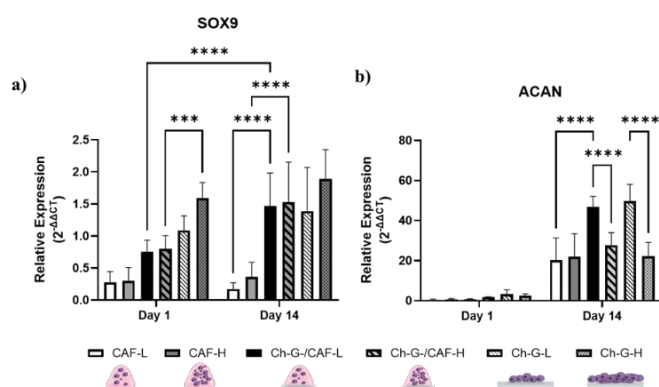 SOX9
a)
****
****
***
****
Relative Expression
(2^-ΔΔCT)
2.5
2.0
1.5
1.0
0.5
0.0
Day 1
Day 14
b)
ACAN
****
****
****
Relative Expression
(2^-ΔΔCT)
80
60
40
20
0
Day 1
Day 14
CAF-L
CAF-H
Ch-G-/CAF-L
Ch-G-/CAF-H
Ch-G-L
Ch-G-H